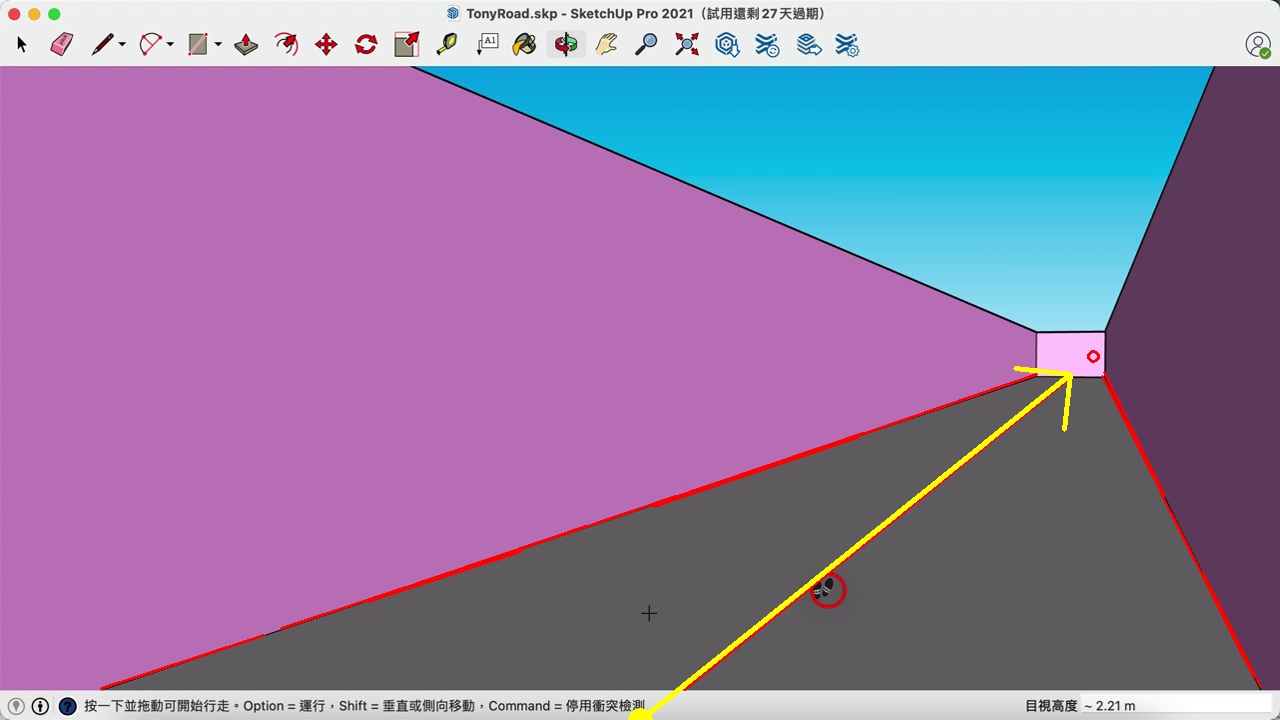 TonyRoad.skp - SketchUp Pro 2021（試用還剩 27 天過期）
A1
按一下並拖動可開始行走。Option = 運行，Shift = 垂直或側向移動，Command = 停用衝突檢測
目視高度 ~ 2.21 m